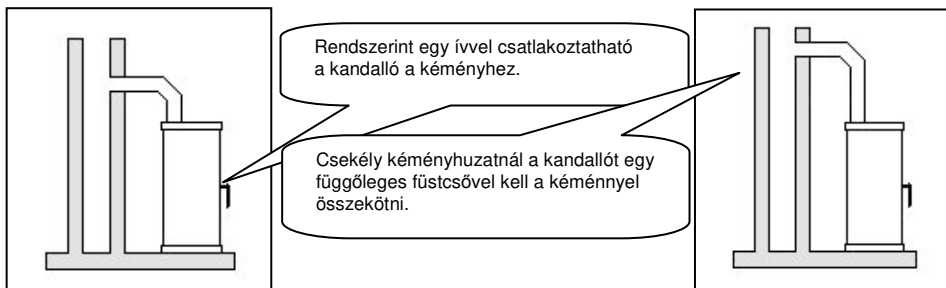 Rendszerint egy ívvel csatlakoztatható
a kandalló a kéményhez.
Csekély kéményhuzatnál a kandallót egy
függőleges füstcsővel kell a kéménnyel
összekötni.